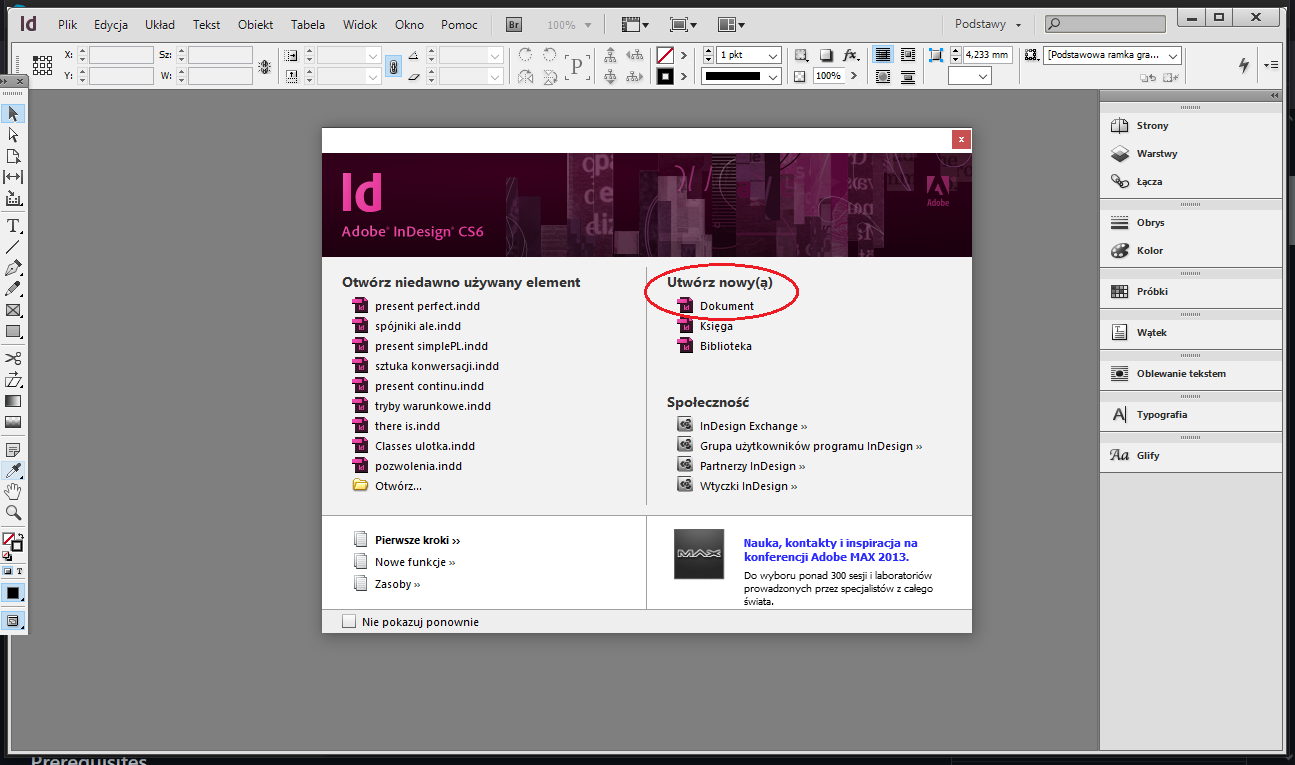 Id Plik Edycja Układ Tekst Obiekt Tabela Widok Okno Pomoc Br 100% Podstawy
X: Sz: 1 pkt fx 4,233 mm [Podstawowa ramka gra...
Y: W: P 100%
x
Id
Adobe® InDesign® CS6
Adobe
Otwórz niedawno używany element
present perfect.indd
spójniki ale.indd
present simplePL.indd
sztuka konwersacji.indd
present continu.indd
tryby warunkowe.indd
there is.indd
Classes ulotka.indd
pozwolenia.indd
Otwórz...
Utwórz nowy(ą)
Dokument
Księga
Biblioteka
Społeczność
InDesign Exchange »
Grupa użytkowników programu InDesign »
Partnerzy InDesign »
Wtyczki InDesign »
Pierwsze kroki »
Nowe funkcje »
Zasoby »
MAX
Nauka, kontakty i inspiracja na
konferencji Adobe MAX 2013.
Do wyboru ponad 300 sesji i laboratoriów
prowadzonych przez specjalistów z całego
świata.
Nie pokazuj ponownie
Strony
Warstwy
Łącza
Obrys
Kolor
Próbki
Wątek
Oblewanie tekstem
Typografia
Glify
Prerequisites